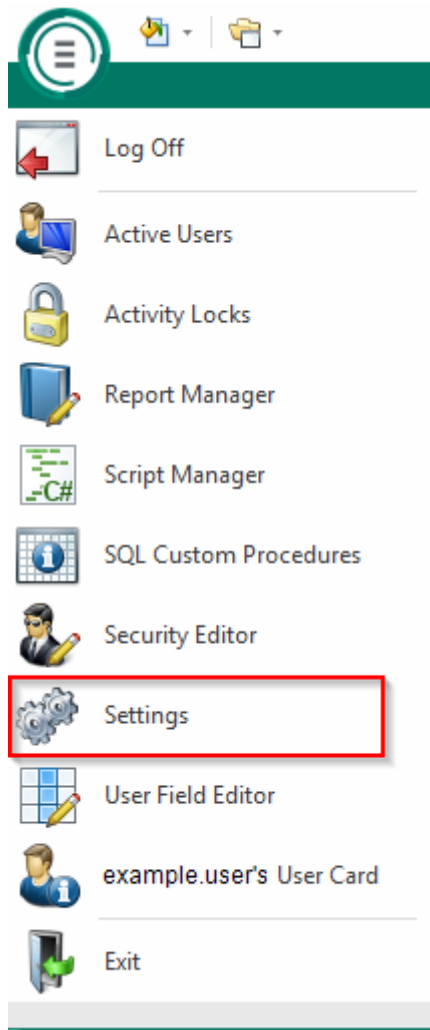 Log Off
Active Users
Activity Locks
Report Manager
C#
Script Manager
SQL Custom Procedures
Security Editor
Settings
User Field Editor
example.user's User Card
Exit